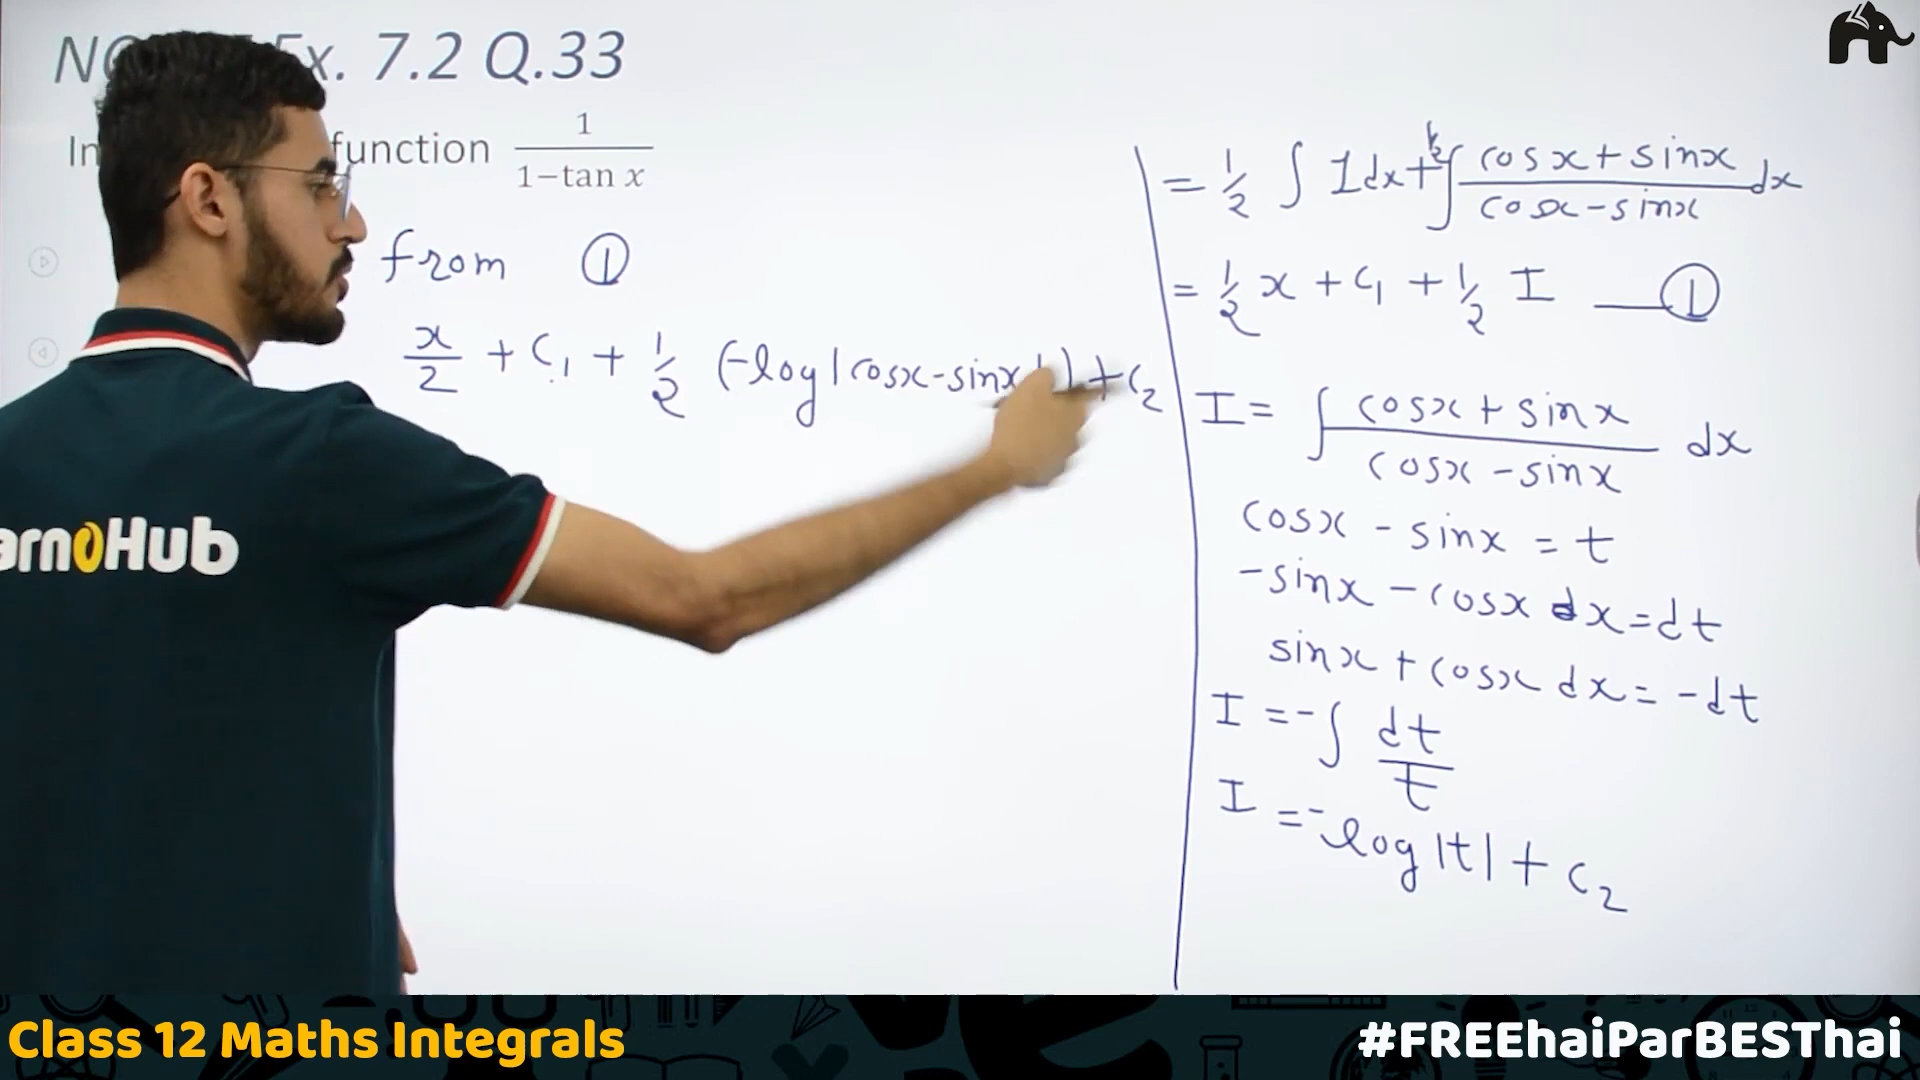 x. 7.2 Q.33
function 1/(1−tan x)
from ①
x/2 + C₁ + 1/2 (-log|cosx-sinx|) + C₂
= 1/2 ∫ 1dx + 1/2 ∫ (cosx + sinx)/(cosx - sinx) dx
= 1/2 x + C₁ + 1/2 I — ①
I = ∫ (cosx + sinx)/(cosx - sinx) dx
cosx - sinx = t
-sinx - cosx dx = dt
sinx + cosx dx = -dt
I = -∫ dt/t
I = -log|t| + C₂
arnoHub
Class 12 Maths Integrals
#FREEhaiParBESThai